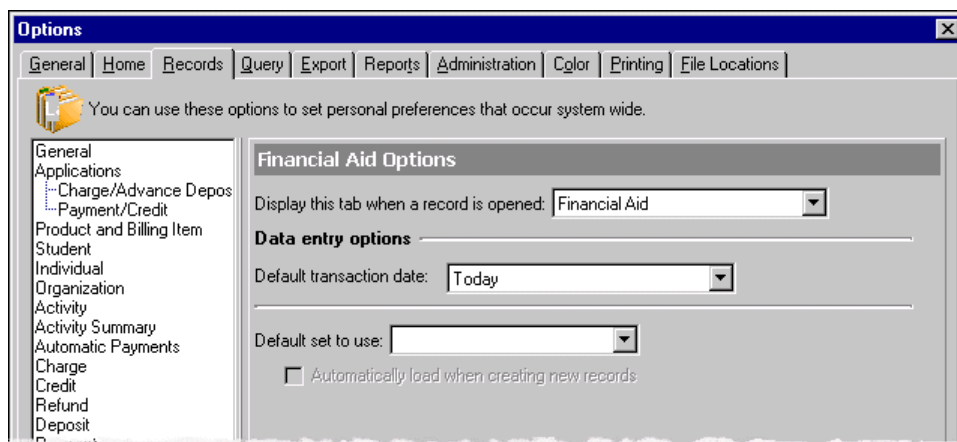 Options
General Home Records Query Export Reports Administration Color Printing File Locations
You can use these options to set personal preferences that occur system wide.
General
Applications
Charge/Advance Depos
Payment/Credit
Product and Billing Item
Student
Individual
Organization
Activity
Activity Summary
Automatic Payments
Charge
Credit
Refund
Deposit
Financial Aid Options
Display this tab when a record is opened: Financial Aid
Data entry options
Default transaction date: Today
Default set to use:
Automatically load when creating new records